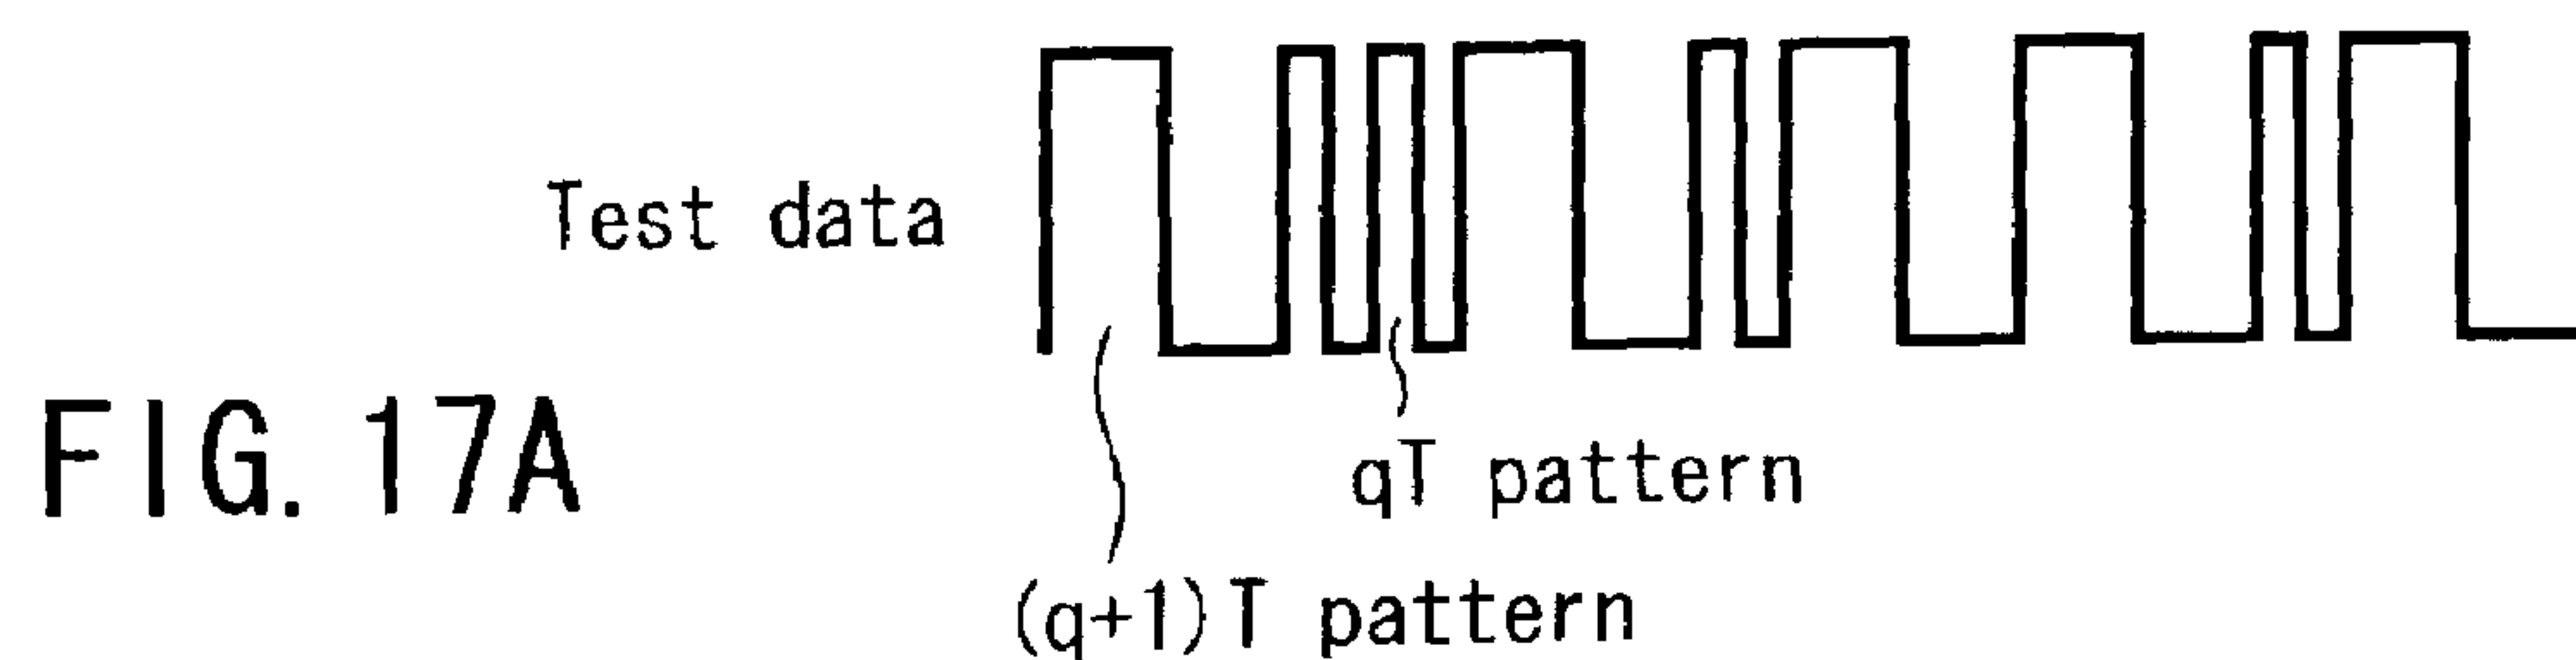 Test data
FIG. 17A
qT pattern
(q+1)T pattern